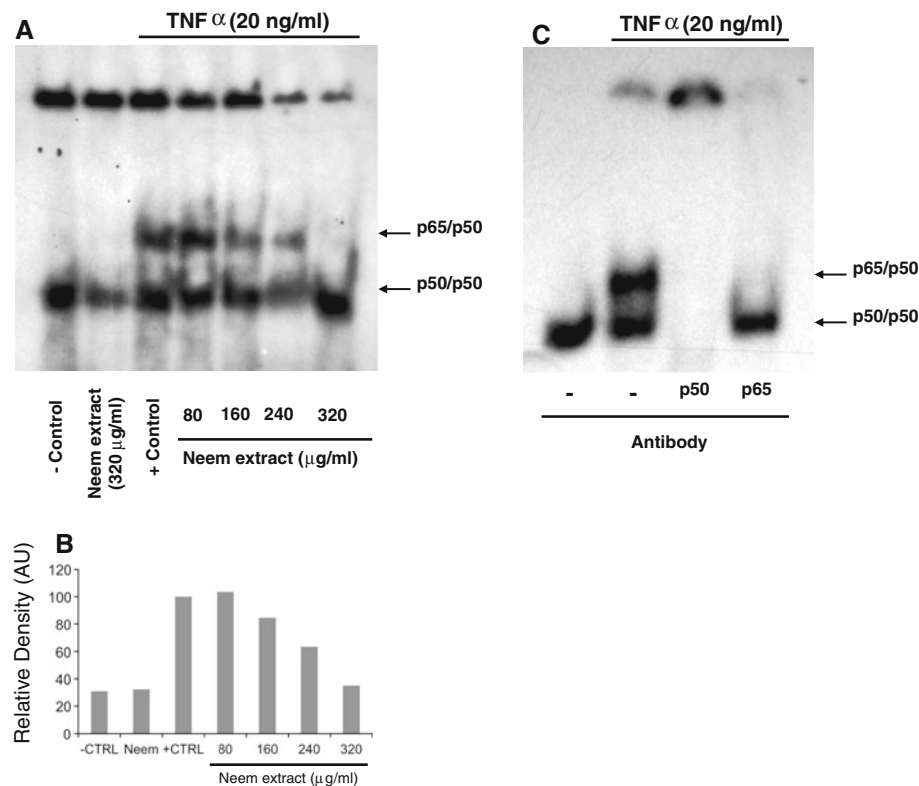 A
TNF α (20 ng/ml)
p65/p50
p50/p50
- Control
Neem extract
(320 μg/ml)
+ Control
80 160 240 320
Neem extract (μg/ml)
B
Relative Density (AU)
120
100
80
60
40
20
0
-CTRL Neem +CTRL 80 160 240 320
Neem extract (μg/ml)
C
TNF α (20 ng/ml)
p65/p50
p50/p50
- - p50 p65
Antibody